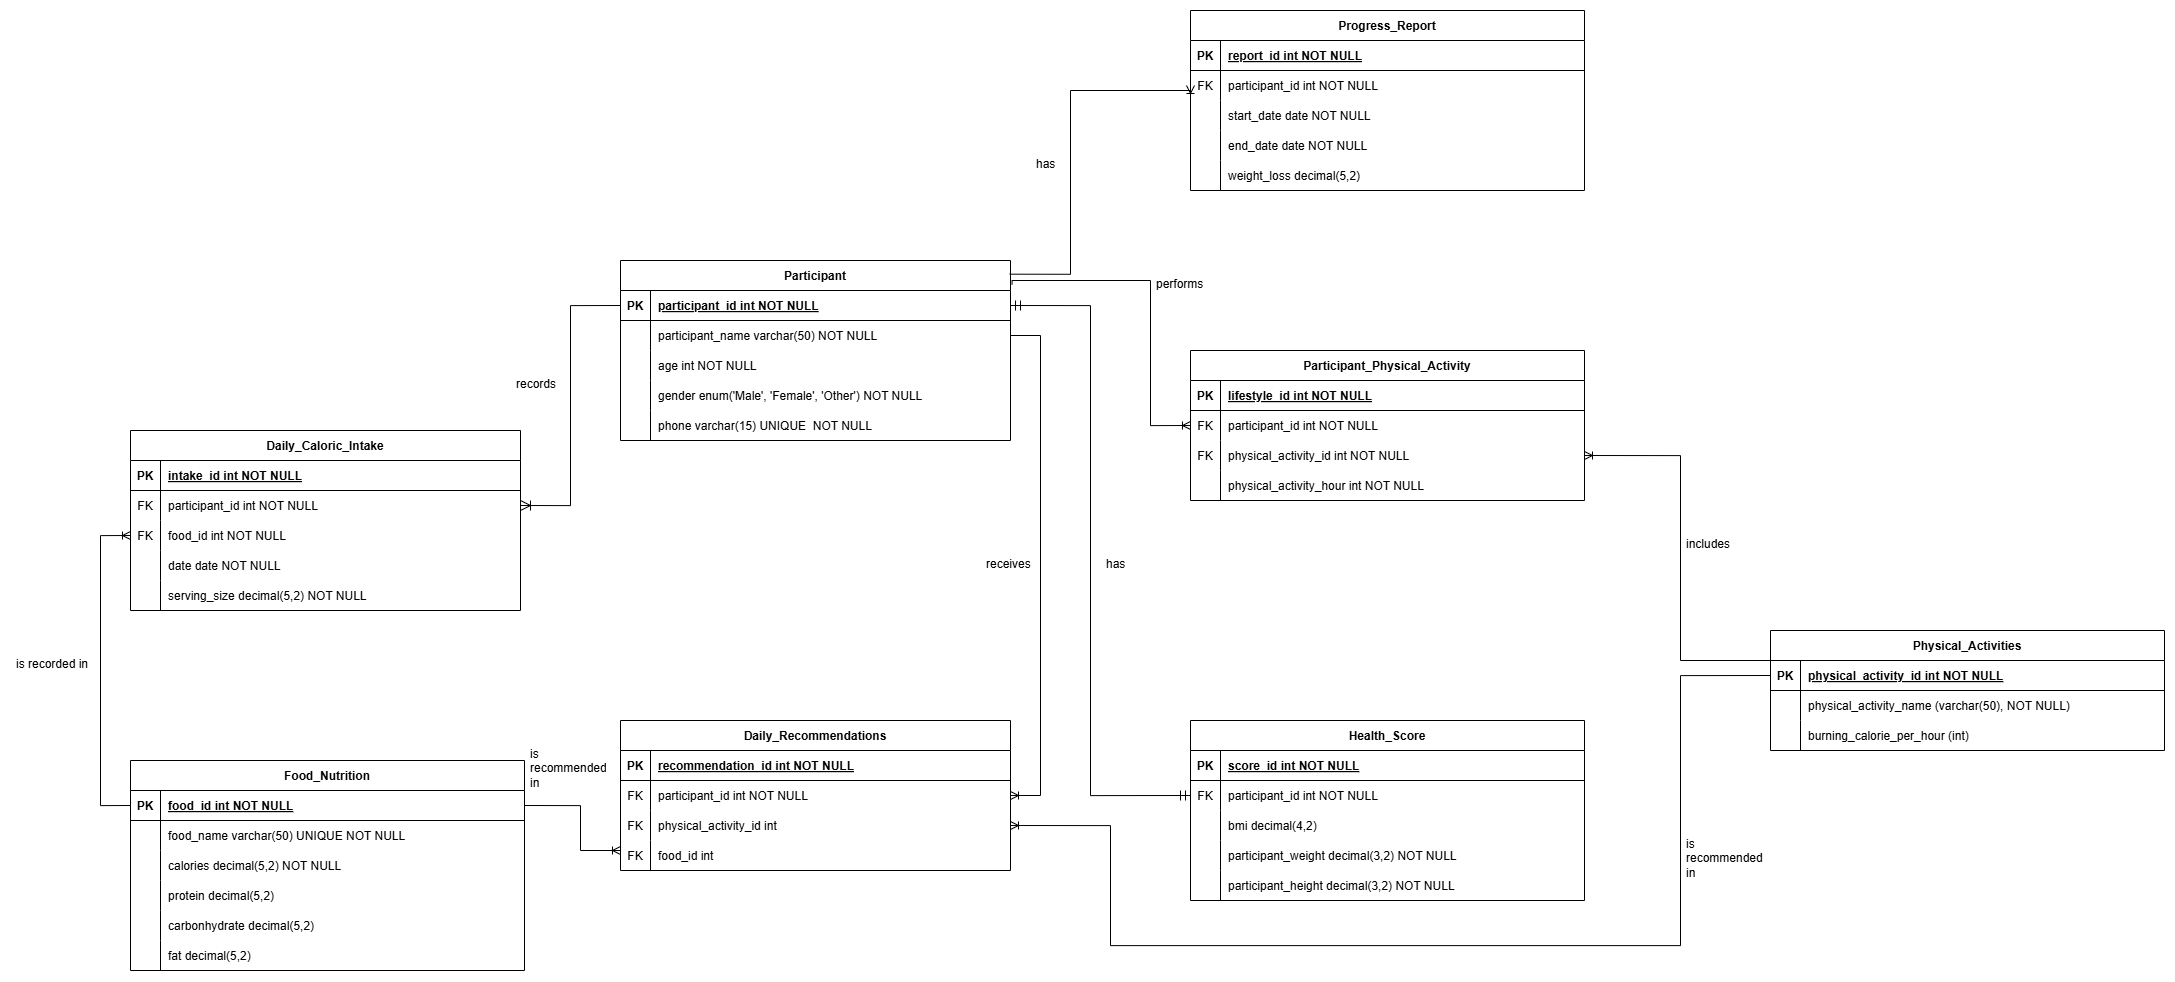 Progress_Report
PK report_id int NOT NULL
FK participant_id int NOT NULL
start_date date NOT NULL
end_date date NOT NULL
weight_loss decimal(5,2)
has
Participant
PK participant_id int NOT NULL
participant_name varchar(50) NOT NULL
age int NOT NULL
gender enum('Male', 'Female', 'Other') NOT NULL
phone varchar(15) UNIQUE  NOT NULL
performs
records
Participant_Physical_Activity
PK lifestyle_id int NOT NULL
FK participant_id int NOT NULL
FK physical_activity_id int NOT NULL
physical_activity_hour int NOT NULL
Daily_Caloric_Intake
PK intake_id int NOT NULL
FK participant_id int NOT NULL
FK food_id int NOT NULL
date date NOT NULL
serving_size decimal(5,2) NOT NULL
receives
has
includes
is recorded in
Physical_Activities
PK physical_activity_id int NOT NULL
physical_activity_name (varchar(50), NOT NULL)
burning_calorie_per_hour (int)
Food_Nutrition
PK food_id int NOT NULL
food_name varchar(50) UNIQUE NOT NULL
calories decimal(5,2) NOT NULL
protein decimal(5,2)
carbonhydrate decimal(5,2)
fat decimal(5,2)
is
recommended
in
Daily_Recommendations
PK recommendation_id int NOT NULL
FK participant_id int NOT NULL
FK physical_activity_id int
FK food_id int
Health_Score
PK score_id int NOT NULL
FK participant_id int NOT NULL
bmi decimal(4,2)
participant_weight decimal(3,2) NOT NULL
participant_height decimal(3,2) NOT NULL
is
recommended
in